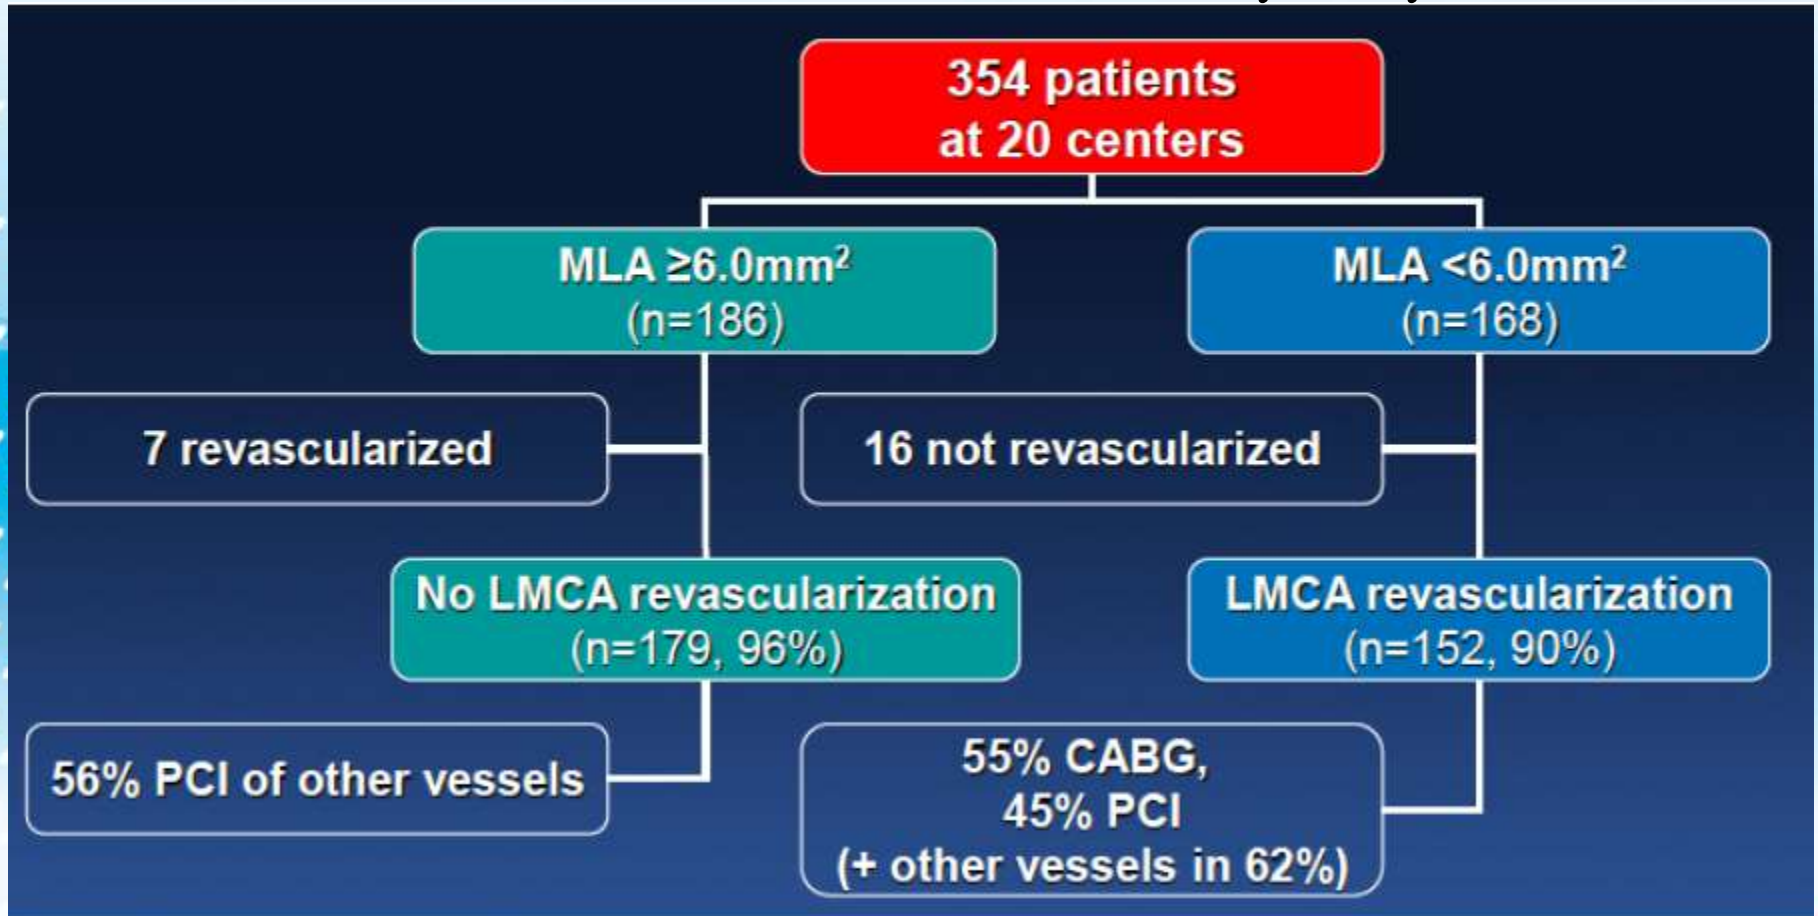 354 patients
at 20 centers
MLA ≥6.0mm²
(n=186)
MLA <6.0mm²
(n=168)
7 revascularized
16 not revascularized
No LMCA revascularization
(n=179, 96%)
LMCA revascularization
(n=152, 90%)
56% PCI of other vessels
55% CABG,
45% PCI
(+ other vessels in 62%)